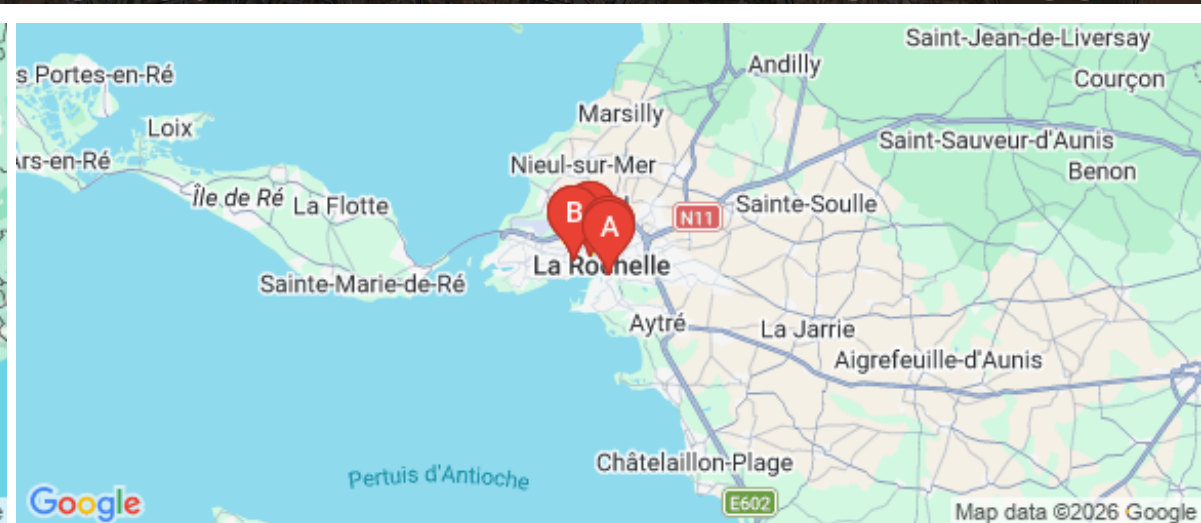 Saint-Jean-de-Liversay
Andilly
s Portes-en-Ré
Courçon
Marsilly
Loix
Saint-Sauveur-d'Aunis
Ars-en-Ré
Nieul-sur-Mer
Benon
Île de Ré
La Flotte
N11
Sainte-Soulle
B
A
La Rochelle
Sainte-Marie-de-Ré
Aytré
La Jarrie
Aigrefeuille-d'Aunis
Châtelaillon-Plage
Pertuis d'Antioche
E602
Google
Map data ©2026 Google